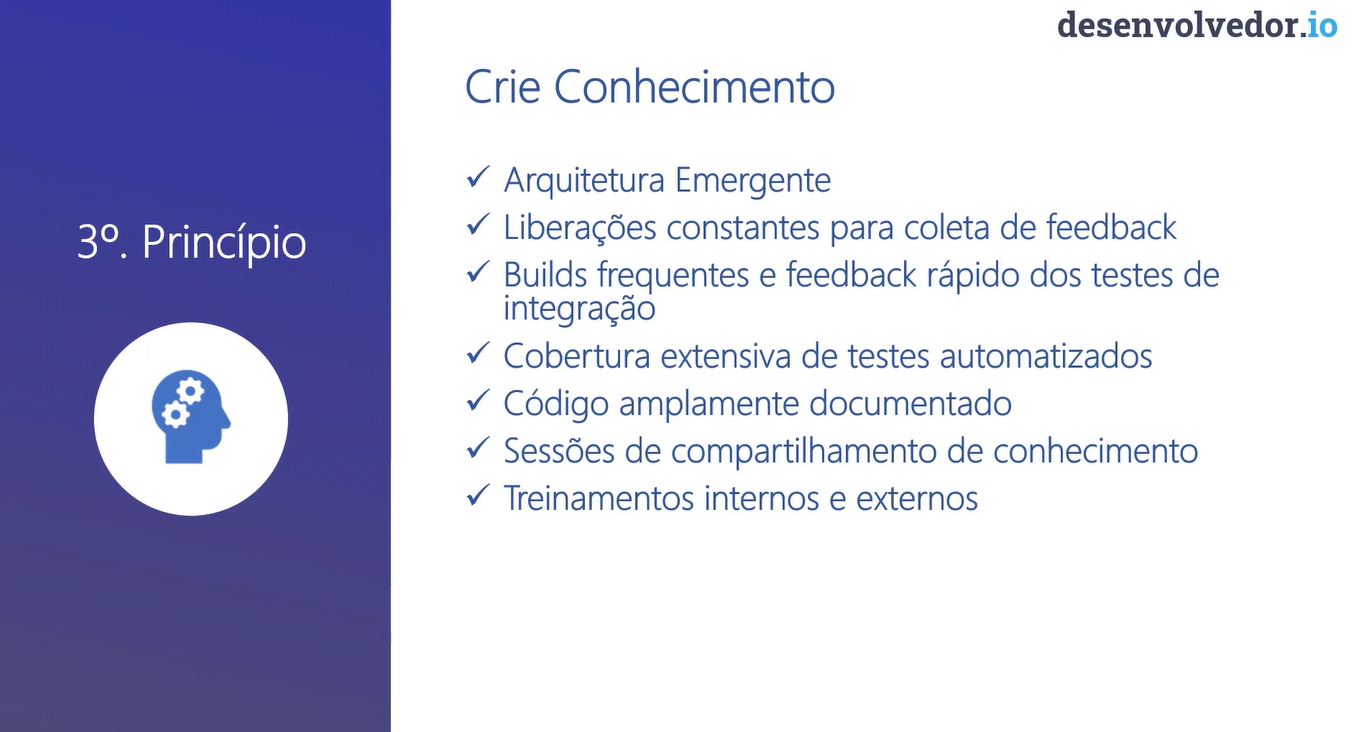 desenvolvedor.io
3º. Princípio
Crie Conhecimento
✓ Arquitetura Emergente
✓ Liberações constantes para coleta de feedback
✓ Builds frequentes e feedback rápido dos testes de
integração
✓ Cobertura extensiva de testes automatizados
✓ Código amplamente documentado
✓ Sessões de compartilhamento de conhecimento
✓ Treinamentos internos e externos